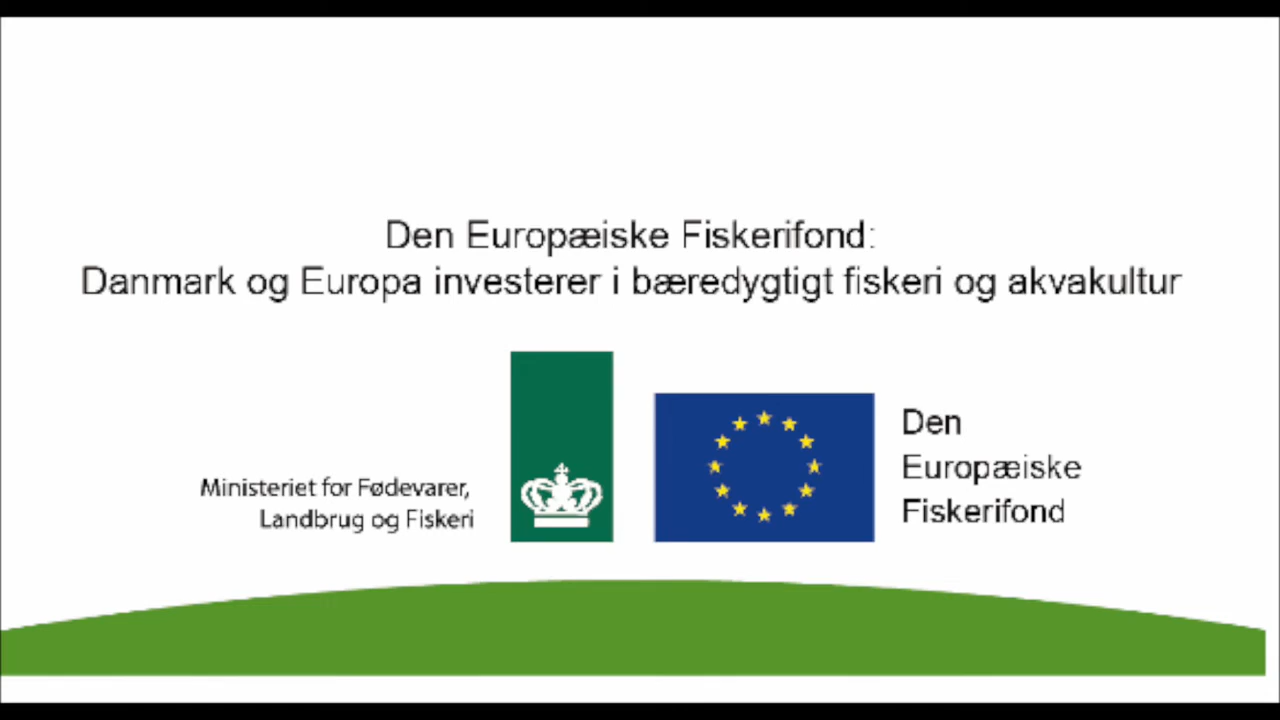 Den Europæiske Fiskerifond:
Danmark og Europa investerer i bæredygtigt fiskeri og akvakultur
Ministeriet for Fødevarer,
Landbrug og Fiskeri
Den
Europæiske
Fiskerifond